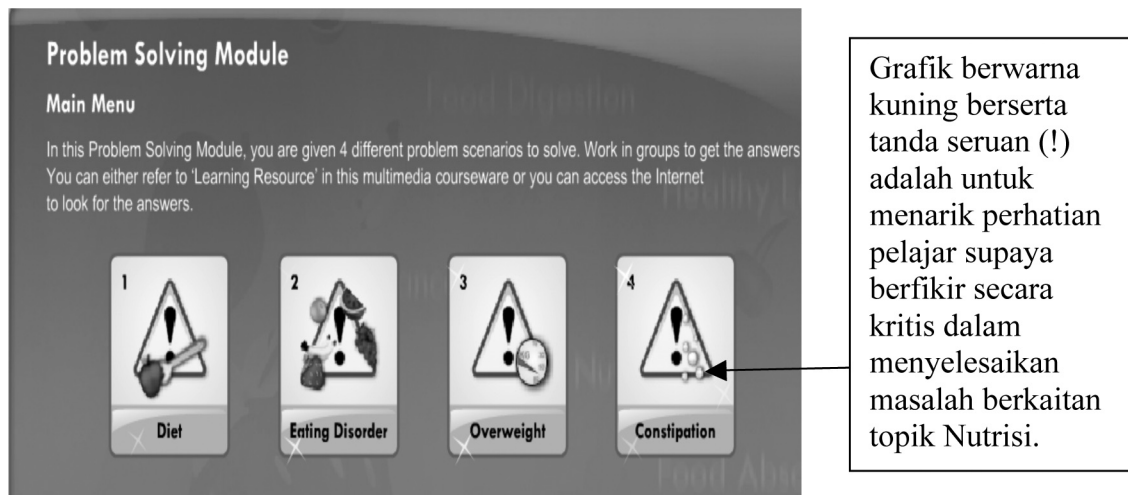 Problem Solving Module
Main Menu
Food Digestion
In this Problem Solving Module, you are given 4 different problem scenarios to solve. Work in groups to get the answers
You can either refer to 'Learning Resource' in this multimedia courseware or you can access the Internet
to look for the answers.
1
Diet
2
Eating Disorder
3
Overweight
4
Constipation
Grafik berwarna
kuning berserta
tanda seruan (!)
adalah untuk
menarik perhatian
pelajar supaya
berfikir secara
kritis dalam
menyelesaikan
masalah berkaitan
topik Nutrisi.